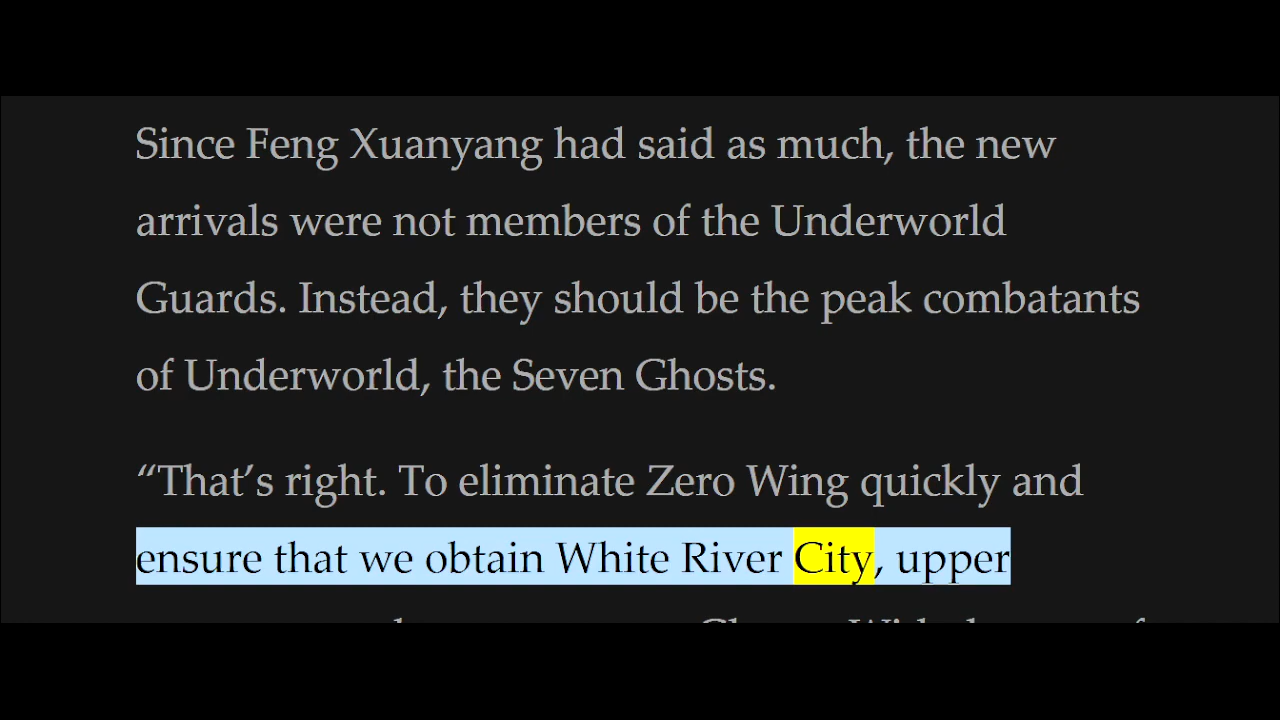 Since Feng Xuanyang had said as much, the new
arrivals were not members of the Underworld
Guards. Instead, they should be the peak combatants
of Underworld, the Seven Ghosts.
“That’s right. To eliminate Zero Wing quickly and
ensure that we obtain White River City, upper